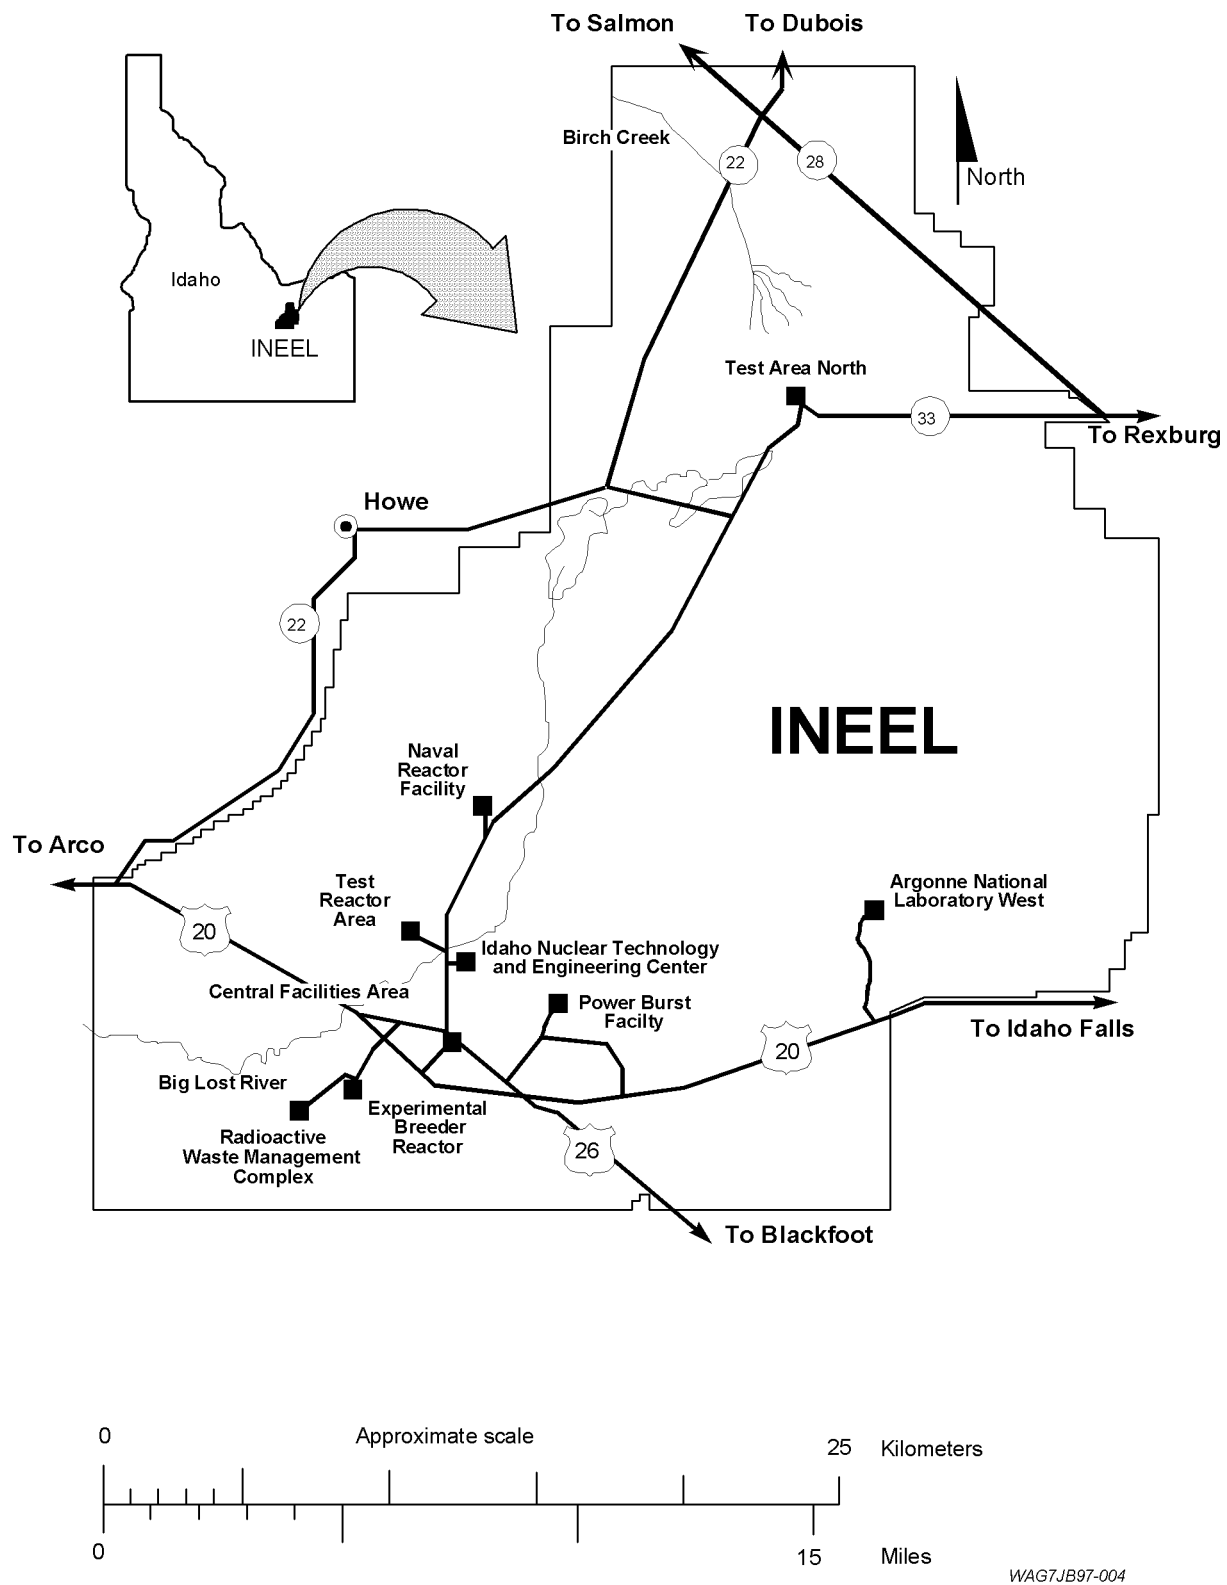 To Salmon
To Dubois
Birch Creek
22
28
North
Idaho
INEEL
Test Area North
33
To Rexburg
Howe
22
INEEL
Naval
Reactor
Facility
To Arco
Test
Reactor
Area
Argonne National
Laboratory West
20
Idaho Nuclear Technology
and Engineering Center
Central Facilities Area
Power Burst
Facilty
To Idaho Falls
20
Big Lost River
Experimental
Breeder
Reactor
Radioactive
Waste Management
Complex
26
To Blackfoot
0
Approximate scale
25
Kilometers
0
15
Miles
WAG7JB97-004